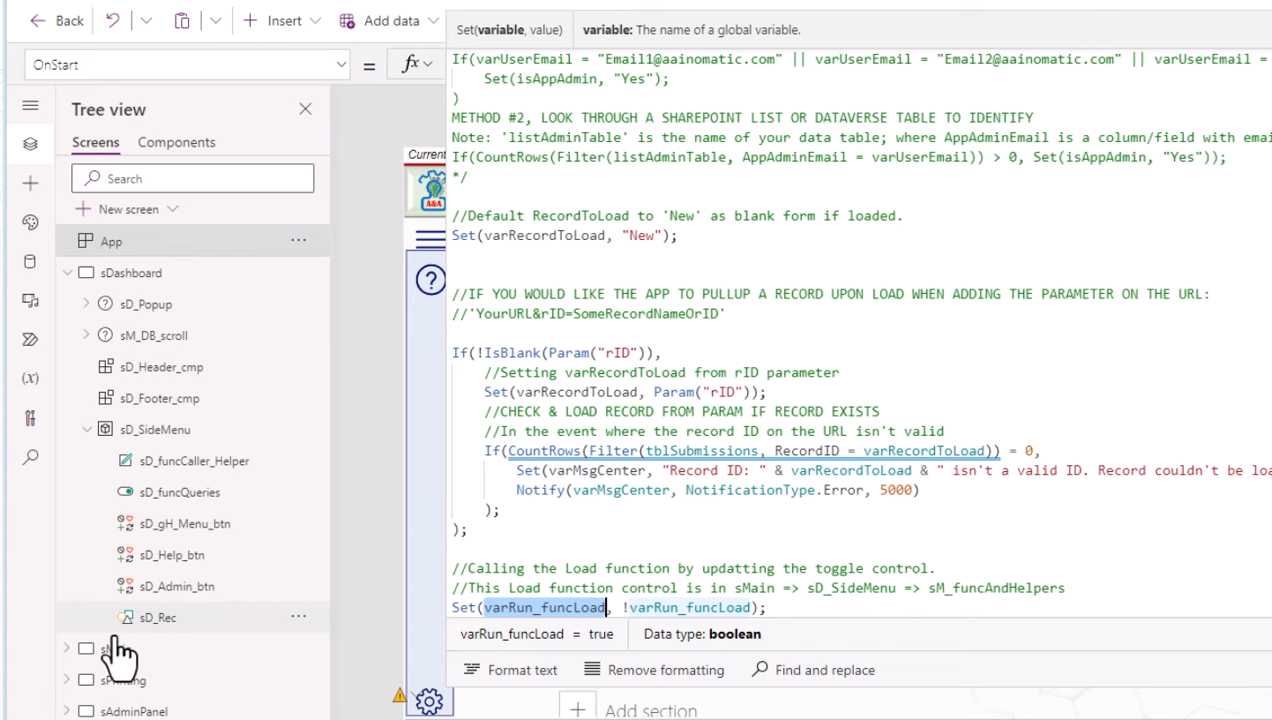 Back
Insert
Add data
Set(variable, value)
variable: The name of a global variable.
OnStart
=
fx
Tree view
Screens
Components
Search
New screen
App
sDashboard
sD_Popup
sM_DB_scroll
sD_Header_cmp
sD_Footer_cmp
sD_SideMenu
sD_funcCaller_Helper
sD_funcQueries
sD_gH_Menu_btn
sD_Help_btn
sD_Admin_btn
sD_Rec
sAdminPanel
Current
A&A
If(varUserEmail = "Email1@aainomatic.com" || varUserEmail = "Email2@aainomatic.com" || varUserEmail =
Set(isAppAdmin, "Yes");
)
METHOD #2, LOOK THROUGH A SHAREPOINT LIST OR DATAVERSE TABLE TO IDENTIFY
Note: 'listAdminTable' is the name of your data table; where AppAdminEmail is a column/field with emai
If(CountRows(Filter(listAdminTable, AppAdminEmail = varUserEmail)) > 0, Set(isAppAdmin, "Yes"));
*/
//Default RecordToLoad to 'New' as blank form if loaded.
Set(varRecordToLoad, "New");
//IF YOU WOULD LIKE THE APP TO PULLUP A RECORD UPON LOAD WHEN ADDING THE PARAMETER ON THE URL:
//'YourURL&rID=SomeRecordNameOrID'
If(!IsBlank(Param("rID")),
//Setting varRecordToLoad from rID parameter
Set(varRecordToLoad, Param("rID"));
//CHECK & LOAD RECORD FROM PARAM IF RECORD EXISTS
//In the event where the record ID on the URL isn't valid
If(CountRows(Filter(tblSubmissions, RecordID = varRecordToLoad)) = 0,
Set(varMsgCenter, "Record ID: " & varRecordToLoad & " isn't a valid ID. Record couldn't be loa
Notify(varMsgCenter, NotificationType.Error, 5000)
);
);
//Calling the Load function by updatting the toggle control.
//This Load function control is in sMain => sD_SideMenu => sM_funcAndHelpers
Set(varRun_funcLoad, !varRun_funcLoad);
varRun_funcLoad = true
Data type: boolean
Format text
Remove formatting
Find and replace
Add section